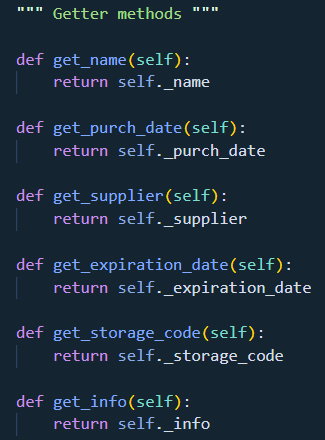 """ Getter methods """
def get_name(self):
    return self._name
def get_purch_date(self):
    return self._purch_date
def get_supplier(self):
    return self._supplier
def get_expiration_date(self):
    return self._expiration_date
def get_storage_code(self):
    return self._storage_code
def get_info(self):
    return self._info